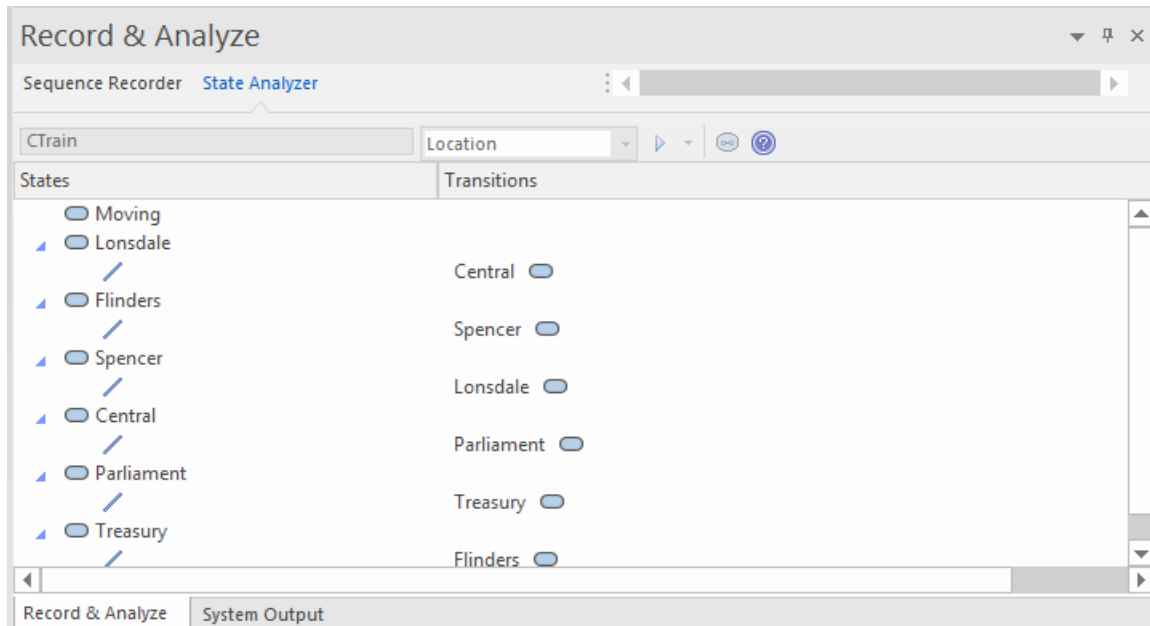 Record & Analyze
Sequence Recorder State Analyzer
CTrain Location
States Transitions
Moving
Lonsdale
Central
Flinders
Spencer
Spencer
Lonsdale
Central
Parliament
Parliament
Treasury
Treasury
Flinders
Record & Analyze System Output